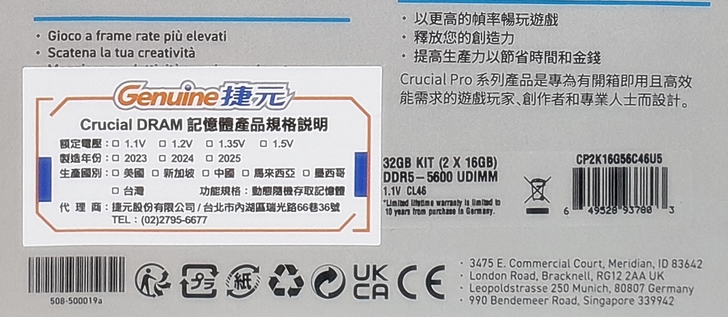 · Gioco a frame rate più elevati
· Scatena la tua creatività
· 以更高的幀率暢玩遊戲
· 釋放您的創造力
· 提高生產力以節省時間和金錢
Crucial Pro 系列產品是專為有開箱即用且高效
能需求的遊戲玩家、創作者和專業人士而設計。
Genuine 捷元
Crucial DRAM 記憶體產品規格說明
額定電壓：□ 1.1V □ 1.2V □ 1.35V □ 1.5V
製造年份：□ 2023 □ 2024 □ 2025
生產國別：□ 美國 □ 新加坡 □ 中國 □ 馬來西亞 □ 墨西哥
□ 台灣 功能規格：動態隨機存取記憶體
代 理 商：捷元股份有限公司 / 台北市內湖區瑞光路66巷36號
TEL：(02)2795-6677
32GB KIT (2 X 16GB)
DDR5-5600 UDIMM
1.1V CL46
*Limited lifetime warranty is limited to
10 years from purchase in Germany.
CP2K16G56C46U5
6 49528 93780 3
508-500019a
プラ
紙
UK
CA
CE
· 3475 E. Commercial Court, Meridian, ID 83642
· London Road, Bracknell, RG12 2AA UK
· Leopoldstrasse 250 Munich, 80807 Germany
· 990 Bendemeer Road, Singapore 339942